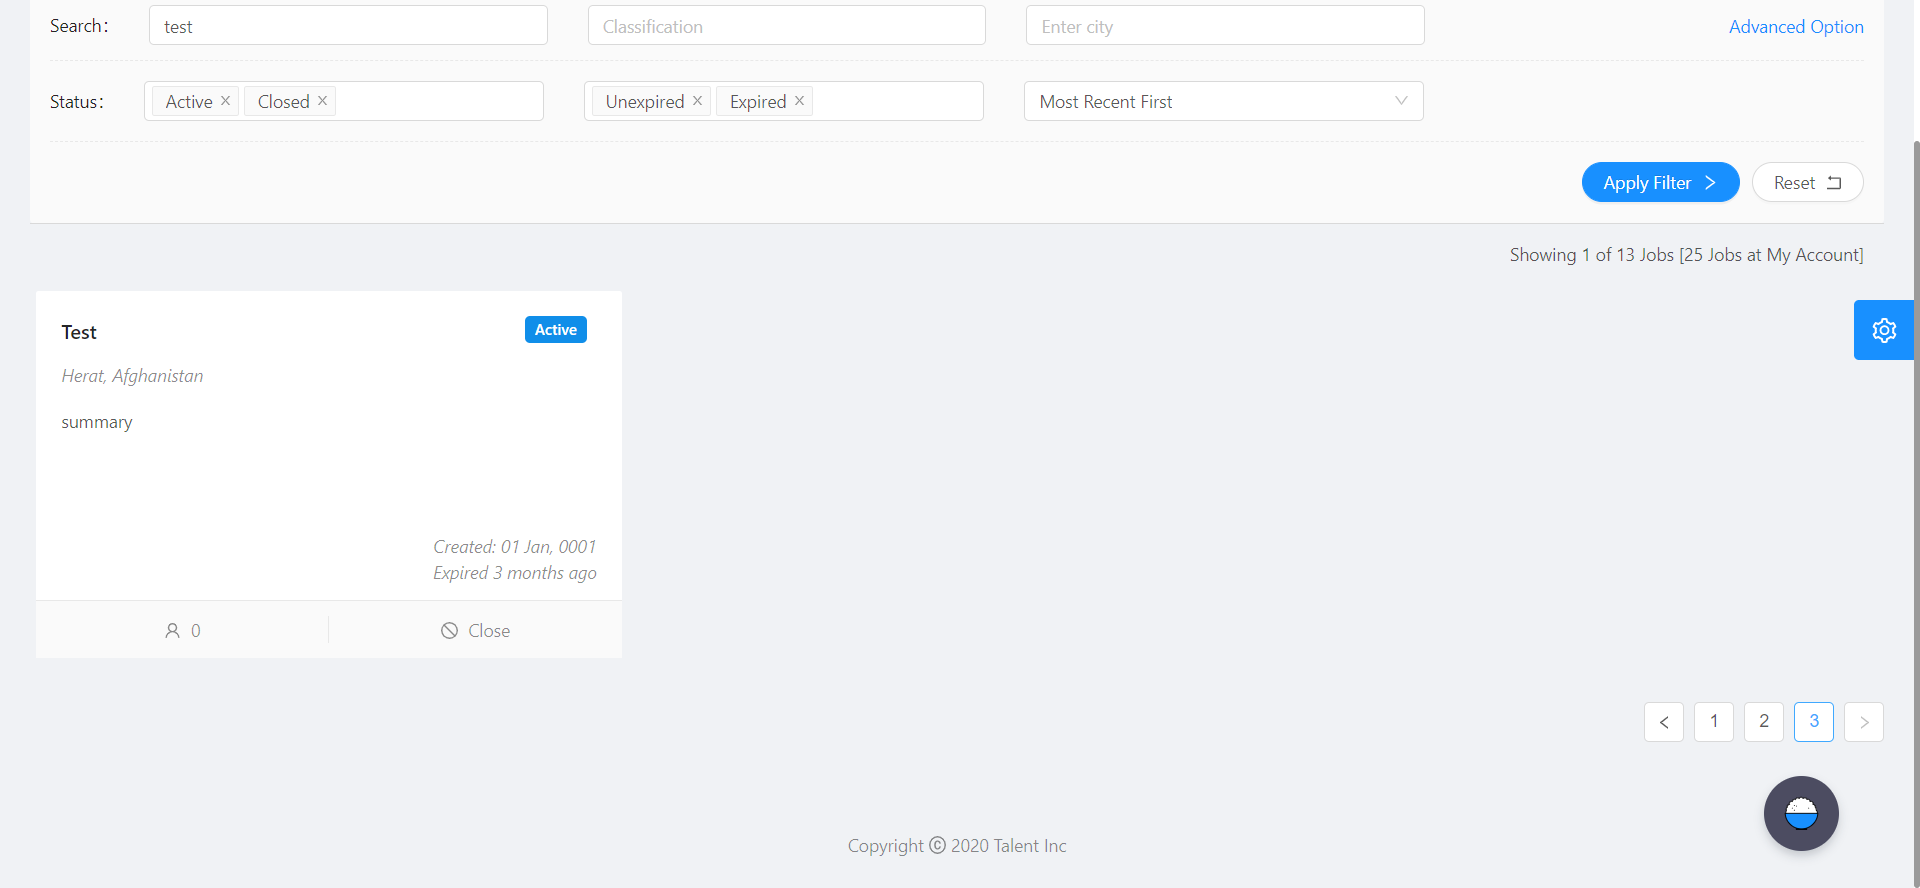 Search: test Classification Enter city Advanced Option
Status: Active Closed Unexpired Expired Most Recent First
Apply Filter Reset
Showing 1 of 13 Jobs [25 Jobs at My Account]
Test Active
Herat, Afghanistan
summary
Created: 01 Jan, 0001
Expired 3 months ago
0 Close
1 2 3
Copyright © 2020 Talent Inc